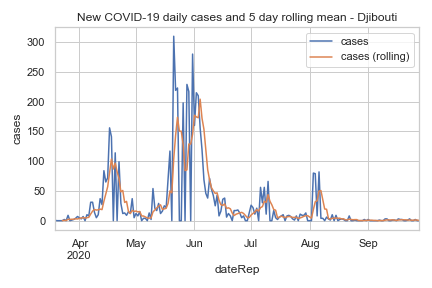 New COVID-19 daily cases and 5 day rolling mean - Djibouti
cases
cases (rolling)
300
250
200
150
100
50
0
cases
Apr
2020
May
Jun
Jul
Aug
Sep
dateRep